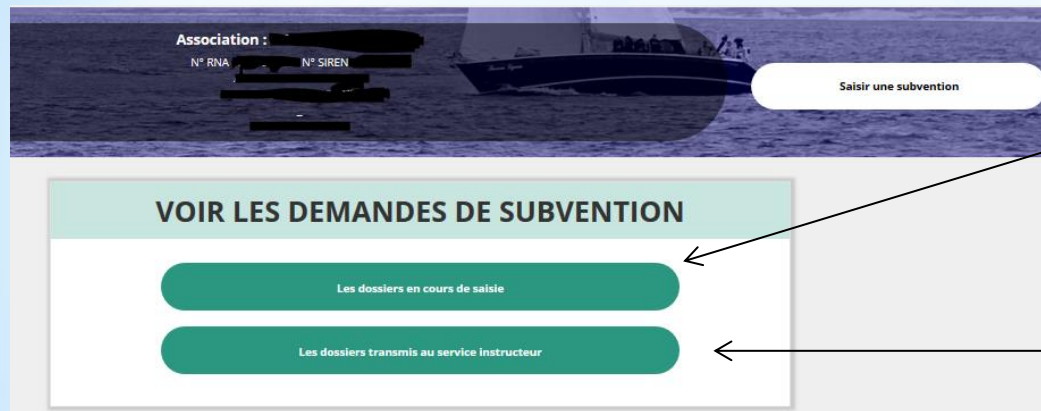 Association :
N° RNA N° SIREN
Saisir une subvention
VOIR LES DEMANDES DE SUBVENTION
Les dossiers en cours de saisie
Les dossiers transmis au service instructeur